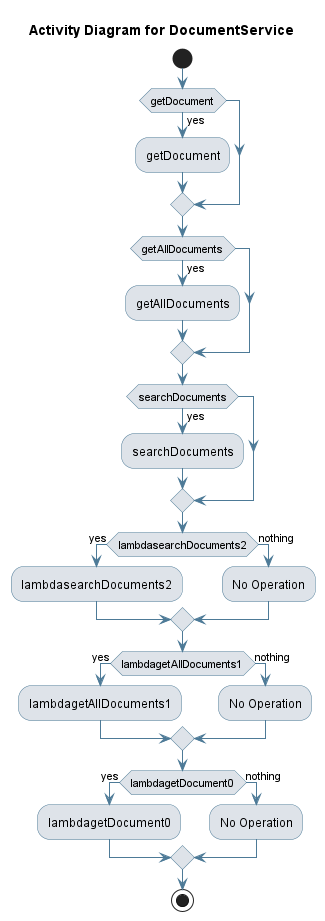 Activity Diagram for DocumentService
getDocument
yes
getDocument
getAllDocuments
yes
getAllDocuments
searchDocuments
yes
searchDocuments
yes lambdasearchDocuments2 nothing
lambdasearchDocuments2 No Operation
yes lambdagetAllDocuments1 nothing
lambdagetAllDocuments1 No Operation
yes lambdagetDocument0 nothing
lambdagetDocument0 No Operation